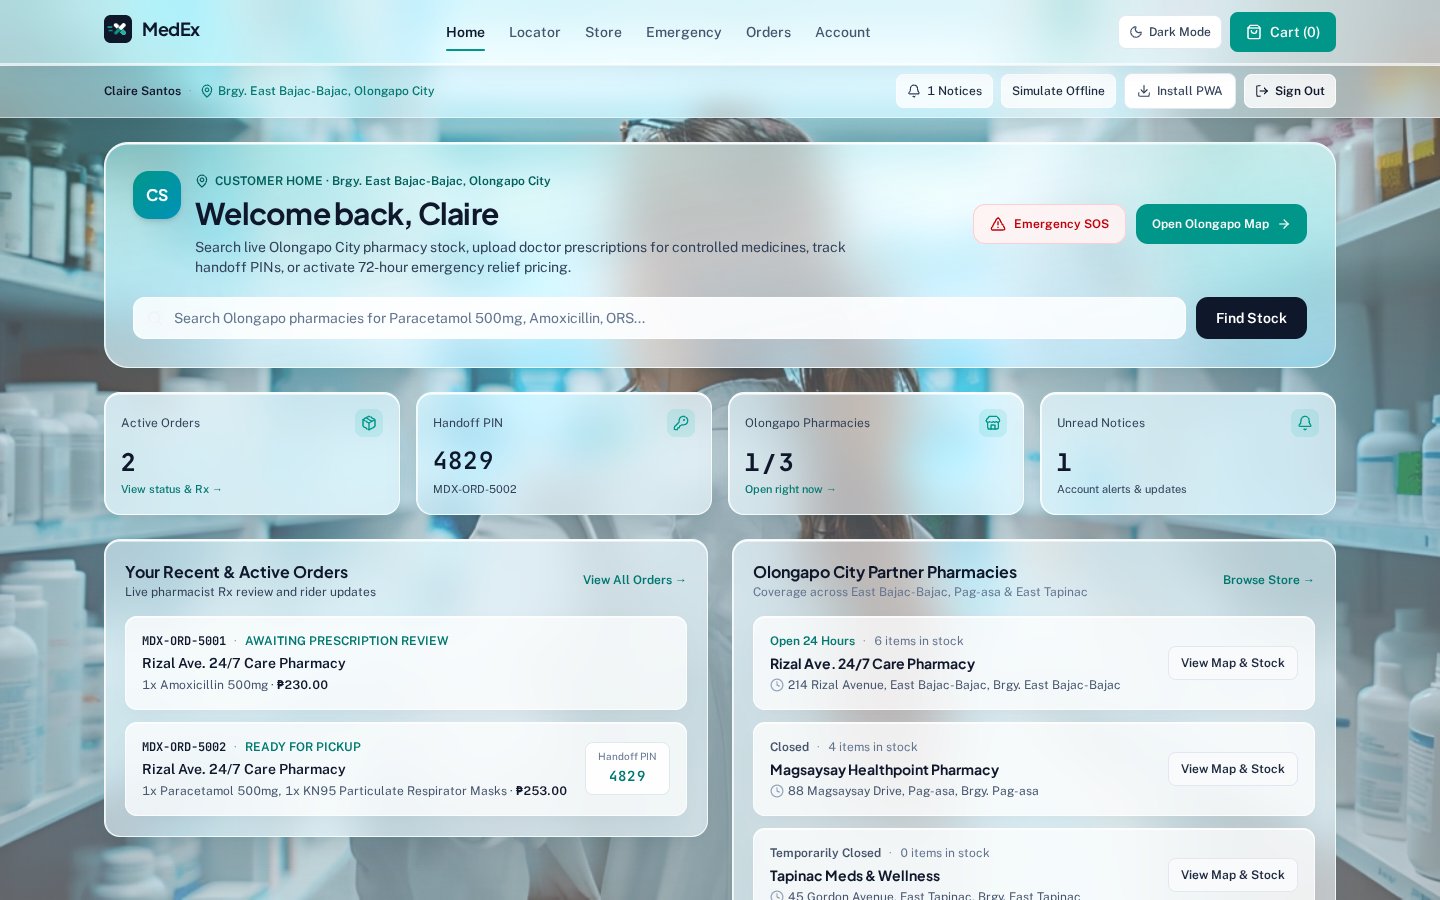 MedEx
Home Locator Store Emergency Orders Account
Dark Mode
Cart (0)
Claire Santos · Brgy. East Bajac-Bajac, Olongapo City
1 Notices
Simulate Offline
Install PWA
Sign Out
CS
CUSTOMER HOME · Brgy. East Bajac-Bajac, Olongapo City
Welcome back, Claire
Search live Olongapo City pharmacy stock, upload doctor prescriptions for controlled medicines, track
handoff PINs, or activate 72-hour emergency relief pricing.
Emergency SOS
Open Olongapo Map →
Search Olongapo pharmacies for Paracetamol 500mg, Amoxicillin, ORS...
Find Stock
Active Orders
2
View status & Rx →
Handoff PIN
4829
MDX-ORD-5002
Olongapo Pharmacies
1/3
Open right now →
Unread Notices
1
Account alerts & updates
Your Recent & Active Orders
Live pharmacist Rx review and rider updates
View All Orders →
MDX-ORD-5001 · AWAITING PRESCRIPTION REVIEW
Rizal Ave. 24/7 Care Pharmacy
1x Amoxicillin 500mg · ₱230.00
MDX-ORD-5002 · READY FOR PICKUP
Rizal Ave. 24/7 Care Pharmacy
1x Paracetamol 500mg, 1x KN95 Particulate Respirator Masks · ₱253.00
Handoff PIN
4829
Olongapo City Partner Pharmacies
Coverage across East Bajac-Bajac, Pag-asa & East Tapinac
Browse Store →
Open 24 Hours · 6 items in stock
Rizal Ave. 24/7 Care Pharmacy
214 Rizal Avenue, East Bajac-Bajac, Brgy. East Bajac-Bajac
View Map & Stock
Closed · 4 items in stock
Magsaysay Healthpoint Pharmacy
88 Magsaysay Drive, Pag-asa, Brgy. Pag-asa
View Map & Stock
Temporarily Closed · 0 items in stock
Tapinac Meds & Wellness
45 Gordon Avenue, East Tapinac, Brgy. East Tapinac
View Map & Stock